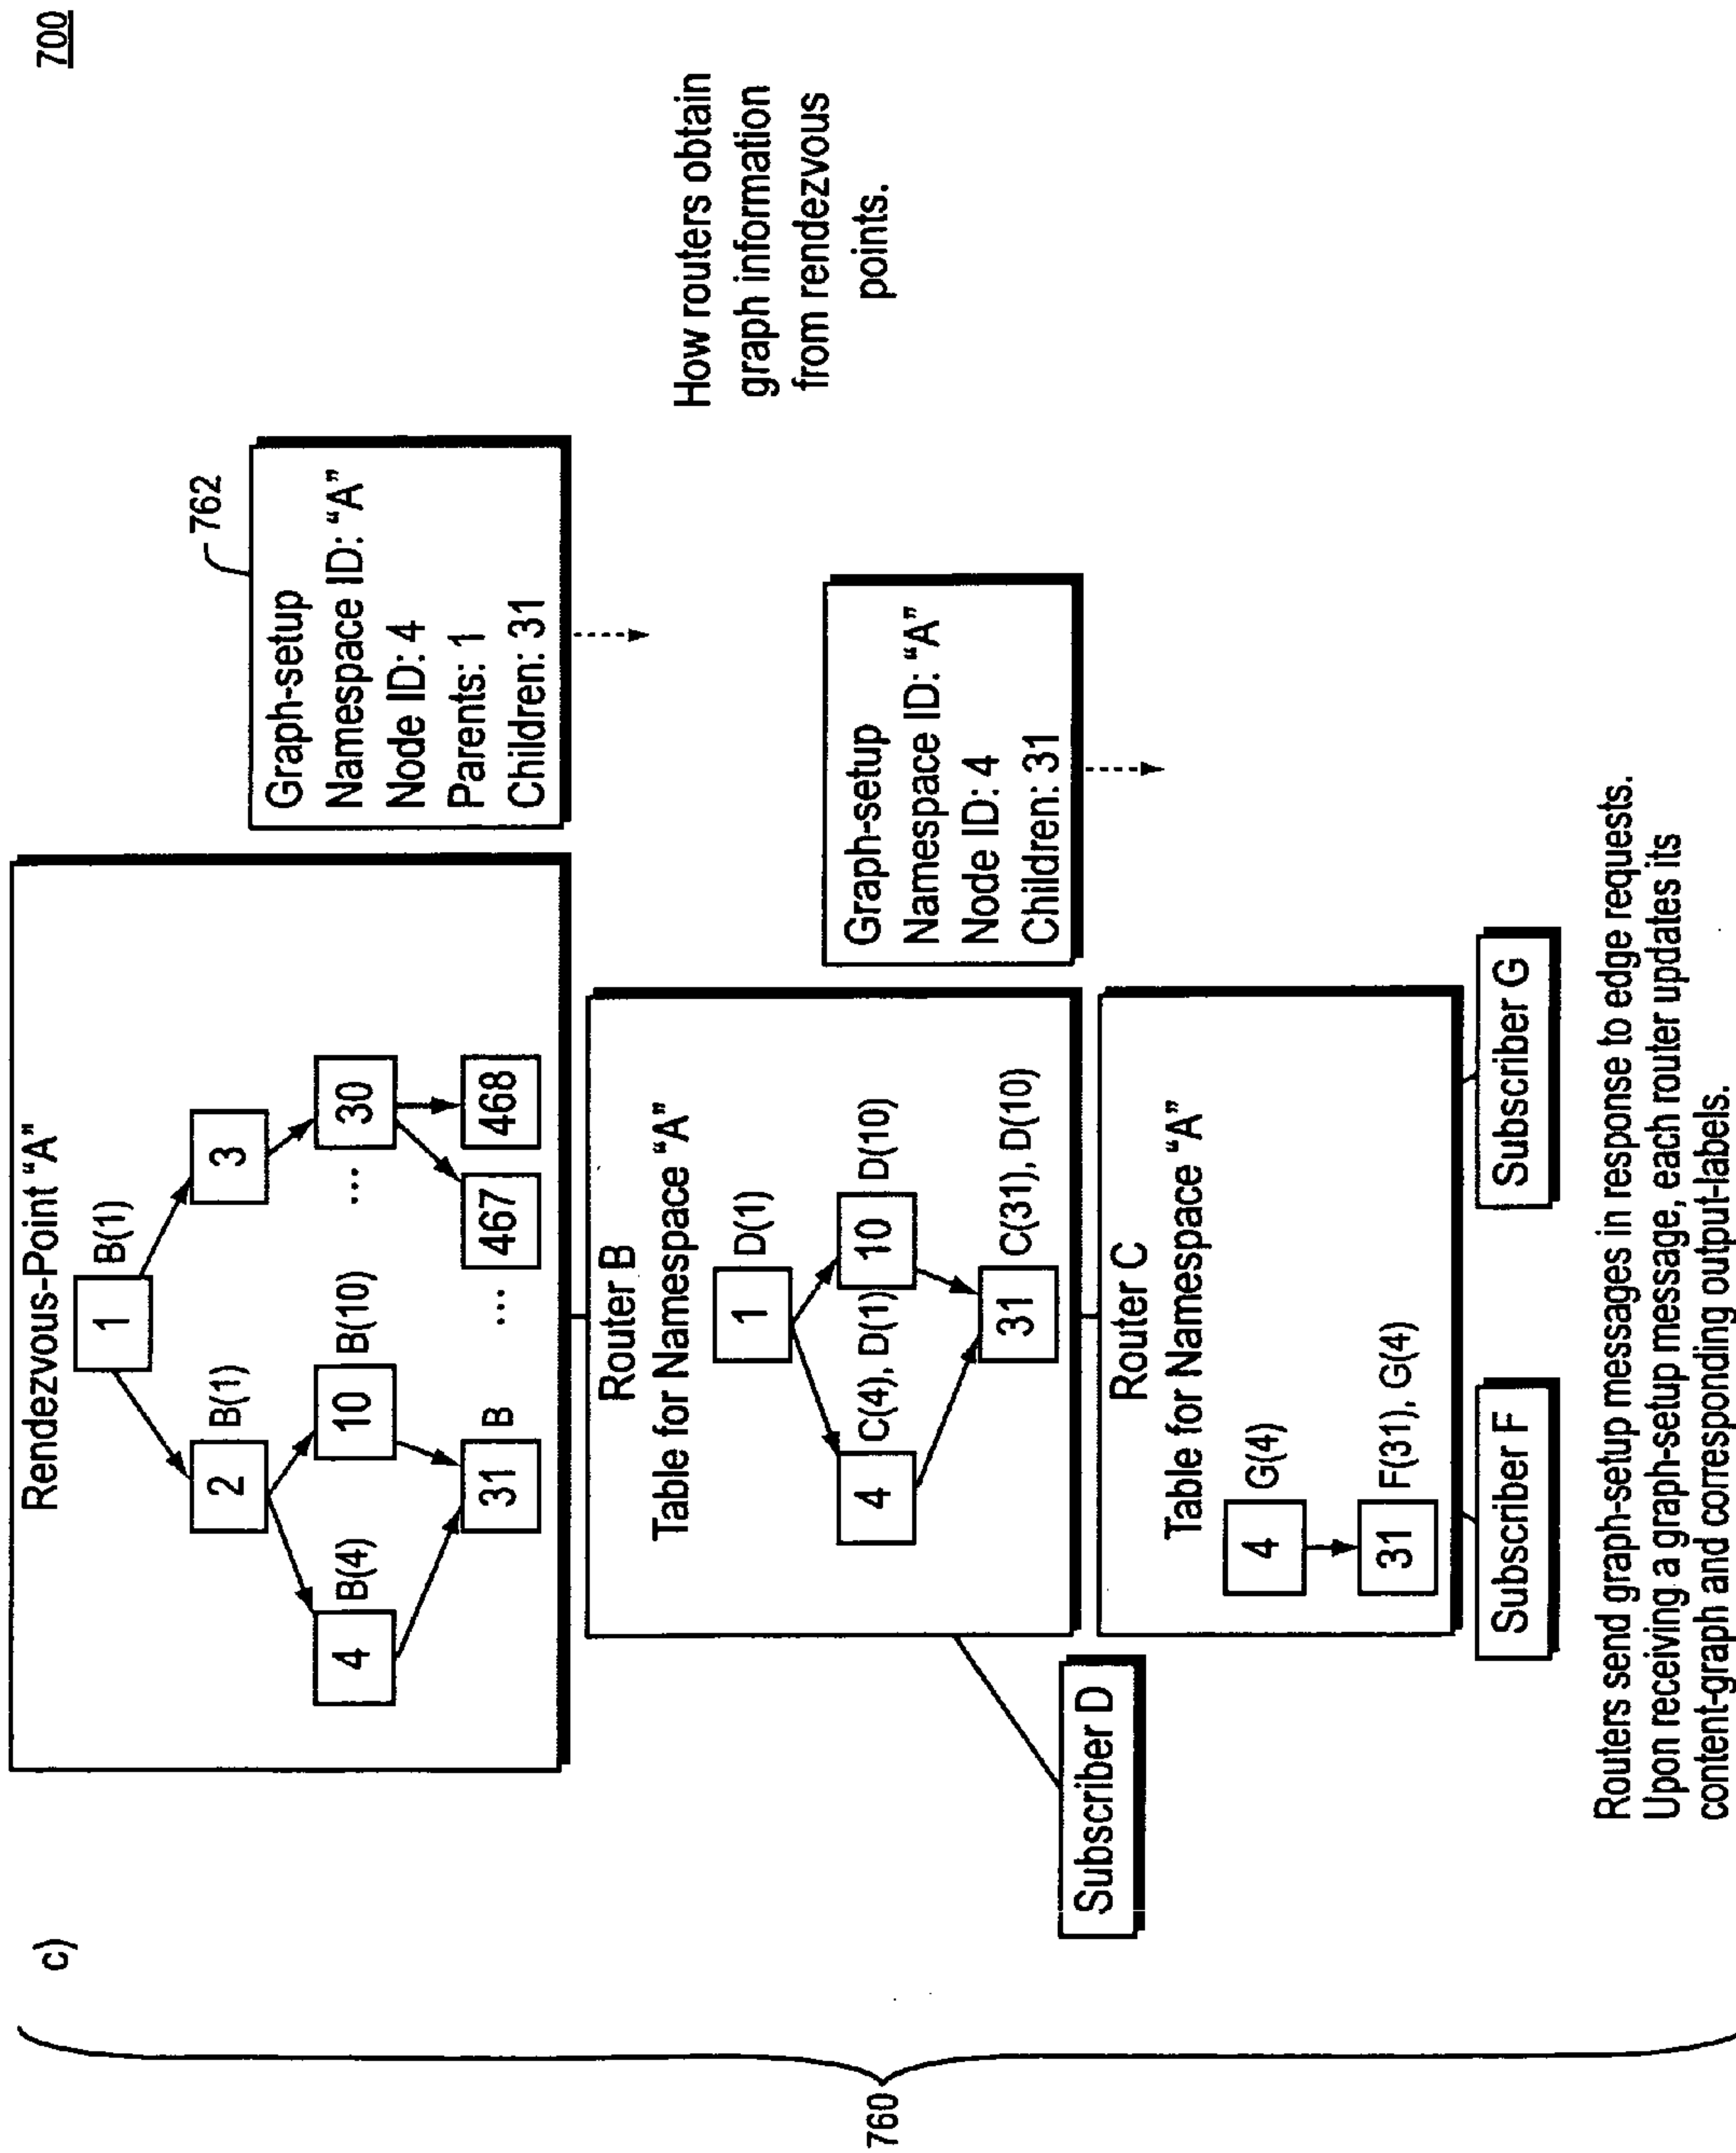 700
c)
Rendezvous-Point “A”
1
B(1)
2
B(1)
3
4
B(4)
10
B(10)
...
30
31
B
...
467
468
762
Graph-setup
Namespace ID: “A”
Node ID: 4
Parents: 1
Children: 31
How routers obtain
graph information
from rendezvous
points.
Router B
Table for Namespace “A”
1
D(1)
4
C(4), D(1)
10
D(10)
31
C(31), D(10)
Graph-setup
Namespace ID: “A”
Node ID: 4
Children: 31
Subscriber D
Router C
Table for Namespace “A”
4
G(4)
31
F(31), G(4)
Subscriber F
Subscriber G
760
Routers send graph-setup messages in response to edge requests.
Upon receiving a graph-setup message, each router updates its
content-graph and corresponding output-labels.